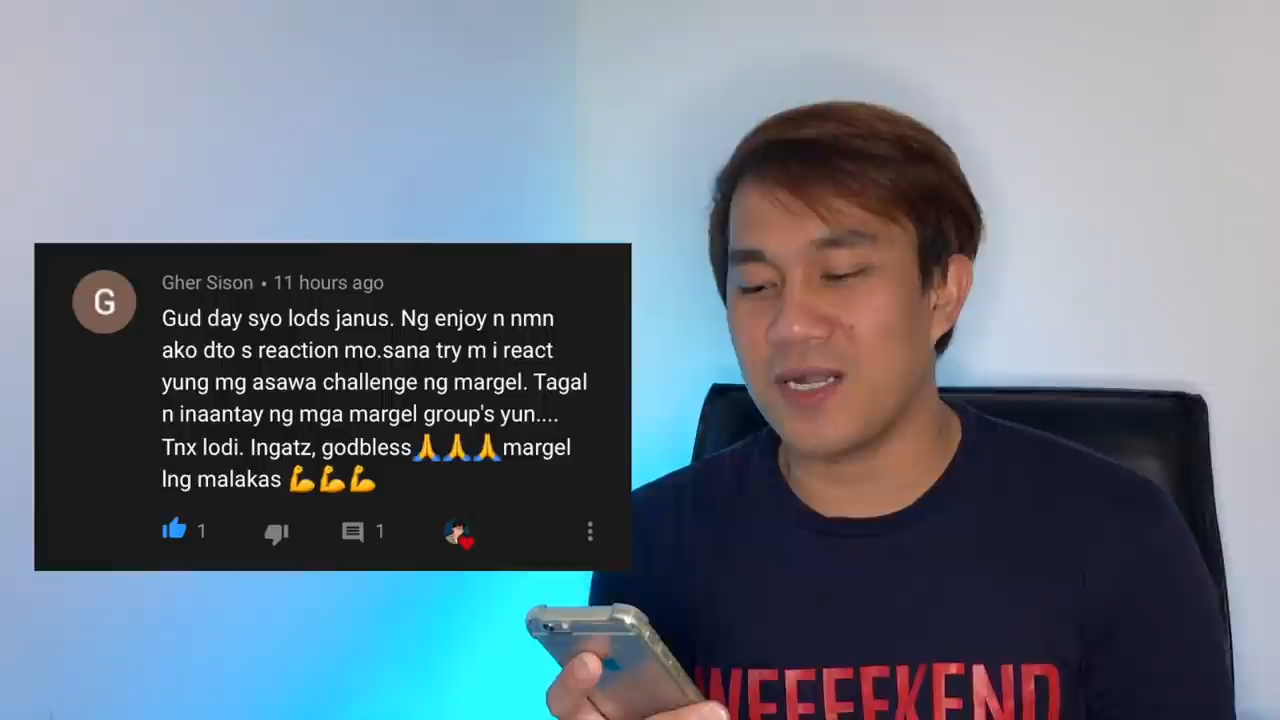 G
Gher Sison • 11 hours ago
Gud day syo lods janus. Ng enjoy n nmn
ako dto s reaction mo.sana try m i react
yung mg asawa challenge ng margel. Tagal
n inaantay ng mga margel group's yun....
Tnx lodi. Ingatz, godbless🙏🙏🙏margel
lng malakas 💪💪💪
1
1
WEEEEKEND